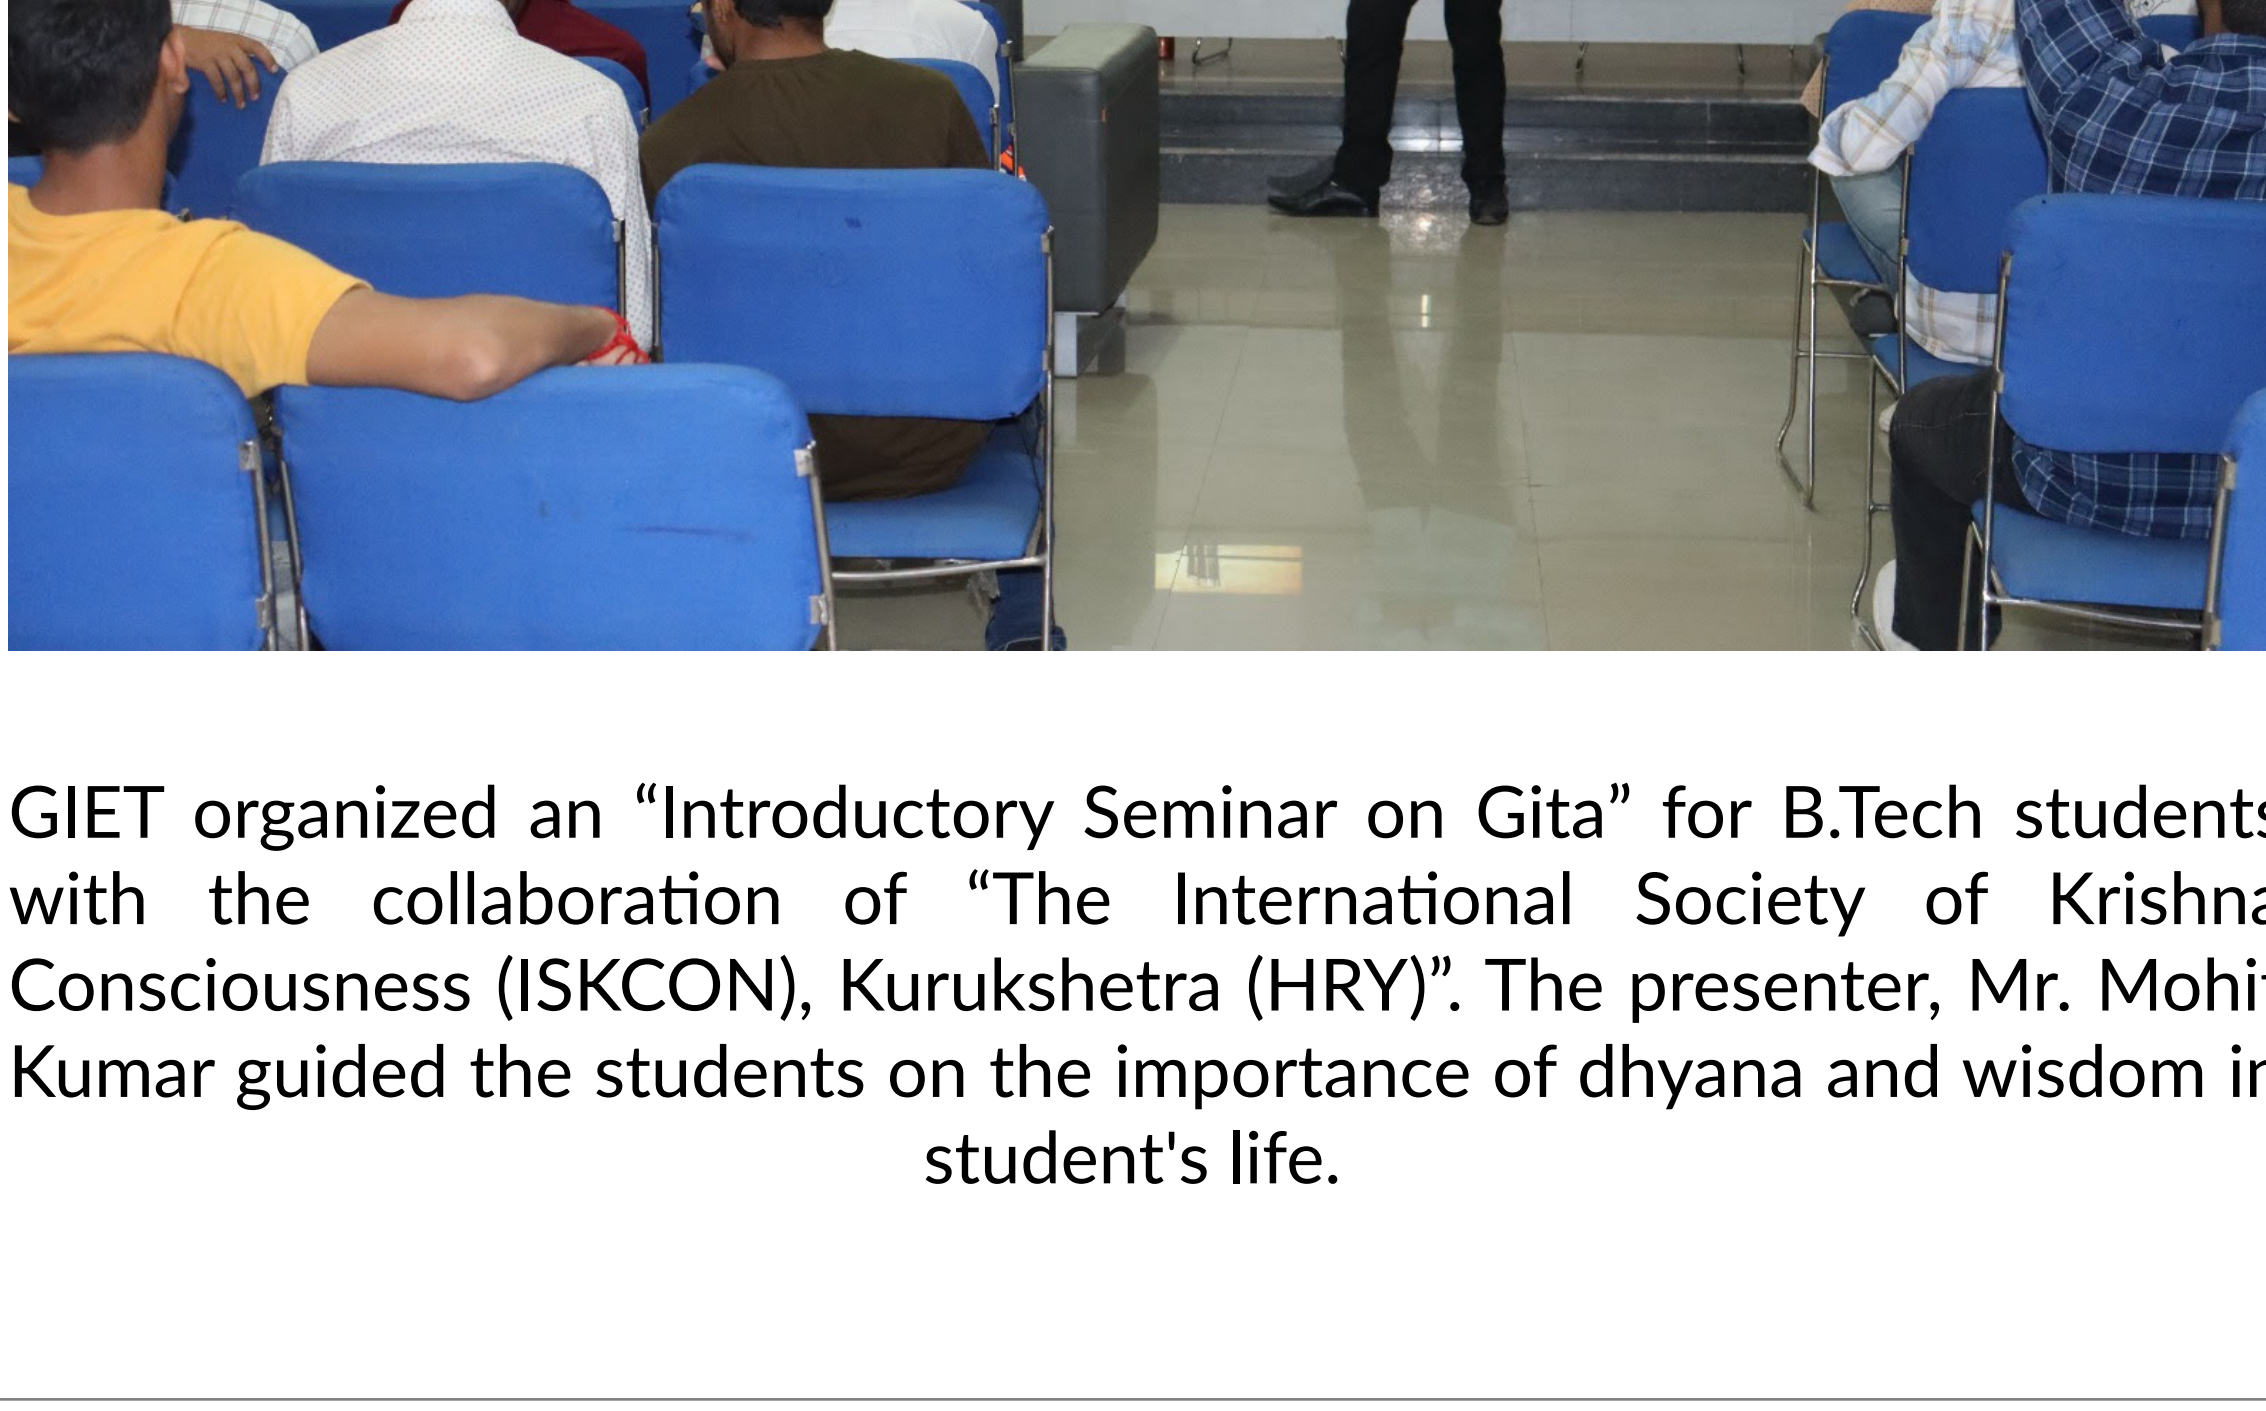 GIET organized an “Introductory Seminar on Gita” for B.Tech students
with the collaboration of “The International Society of Krishna
Consciousness (ISKCON), Kurukshetra (HRY)”. The presenter, Mr. Mohit
Kumar guided the students on the importance of dhyana and wisdom in
student's life.